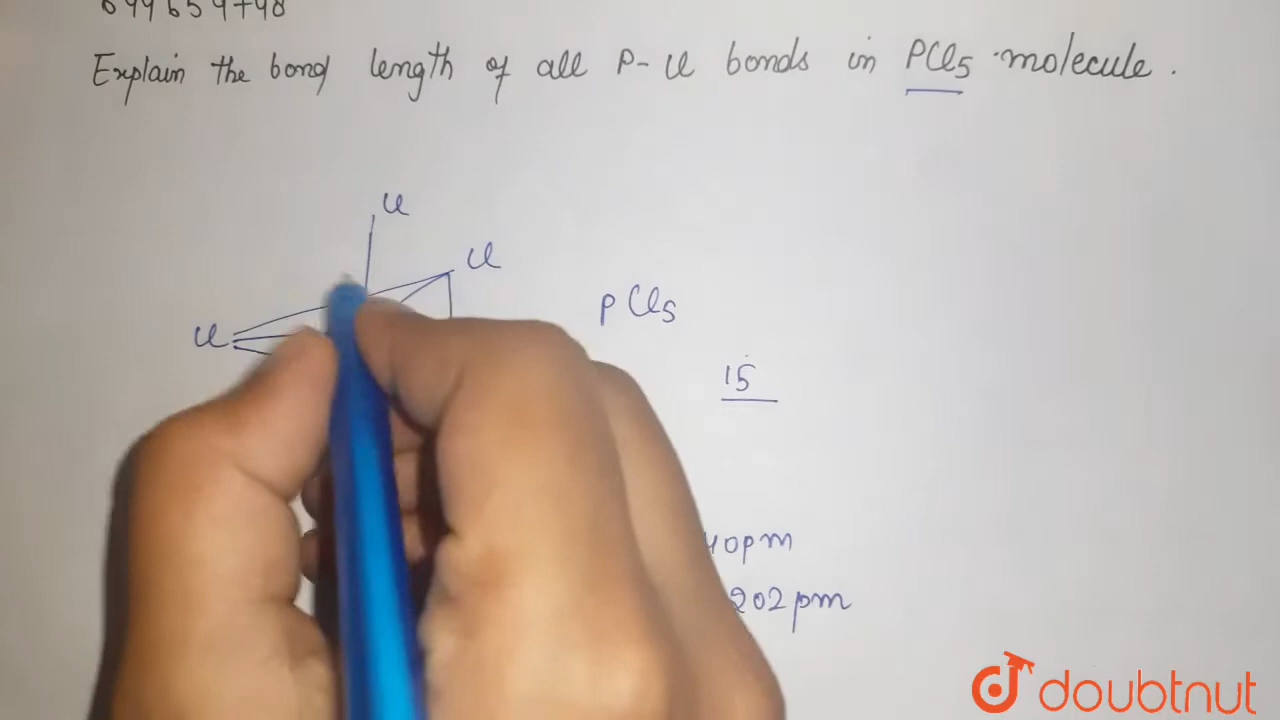 644654748
Explain the bond length of all P-Cl bonds in PCl5 molecule.
Cl
Cl
Cl
PCl5
15
40pm
202pm
doubtnut